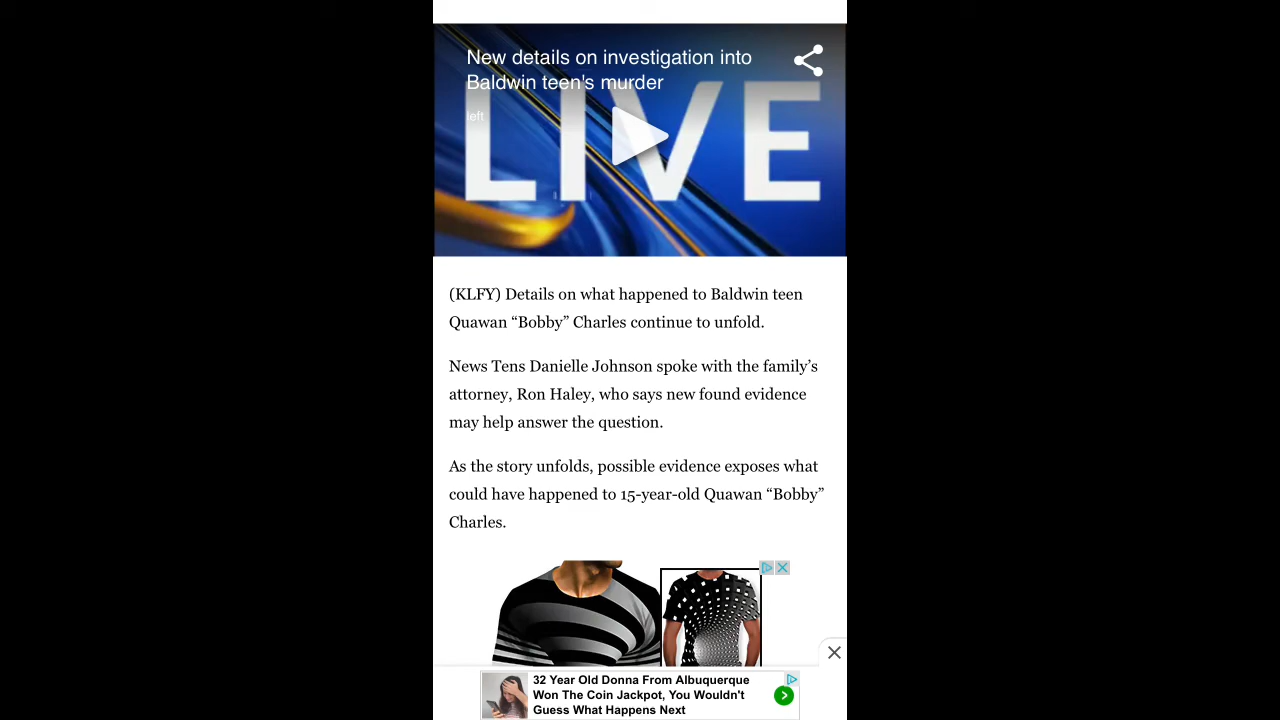 New details on investigation into
Baldwin teen's murder
left
LIVE
(KLFY) Details on what happened to Baldwin teen
Quawan “Bobby” Charles continue to unfold.
News Tens Danielle Johnson spoke with the family’s
attorney, Ron Haley, who says new found evidence
may help answer the question.
As the story unfolds, possible evidence exposes what
could have happened to 15-year-old Quawan “Bobby”
Charles.
32 Year Old Donna From Albuquerque
Won The Coin Jackpot, You Wouldn't
Guess What Happens Next